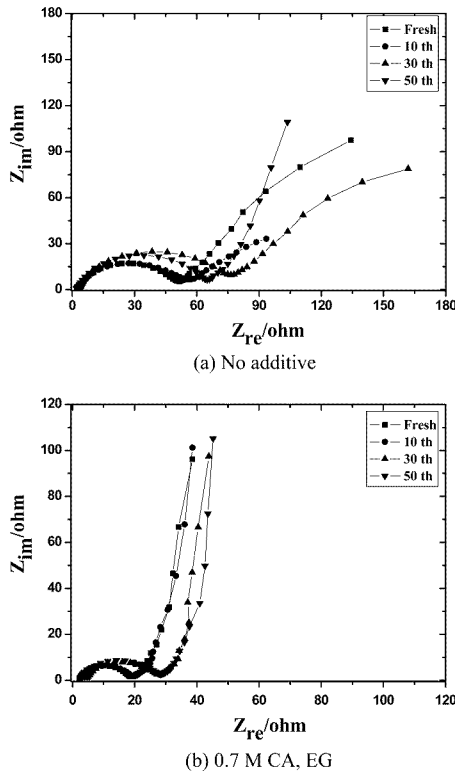 180
150
120
90
60
30
0
Zim/ohm
Fresh
10 th
30 th
50 th
0 30 60 90 120 150 180
Zre/ohm
(a) No additive
120
100
80
60
40
20
0
Zim/ohm
Fresh
10 th
30 th
50 th
0 20 40 60 80 100 120
Zre/ohm
(b) 0.7 M CA, EG